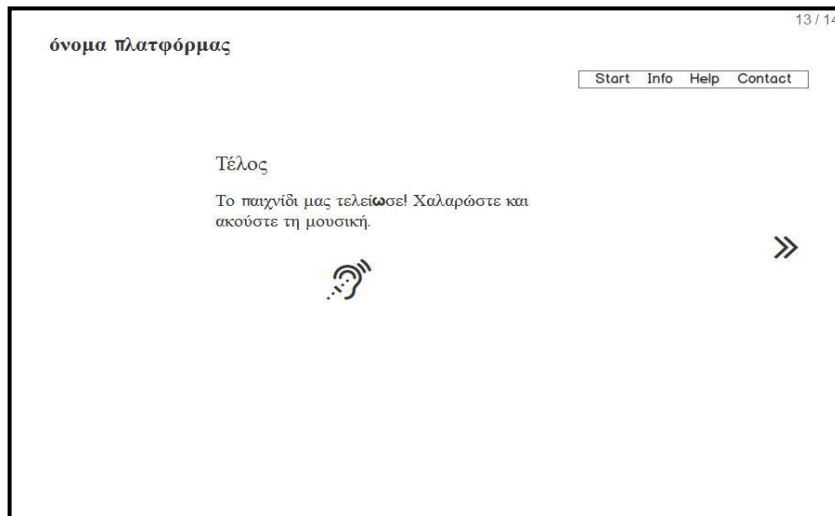 13 / 14
όνομα πλατφόρμας
Start Info Help Contact
Τέλος
Το παιχνίδι μας τελείωσε! Χαλαρώστε και
ακούστε τη μουσική.